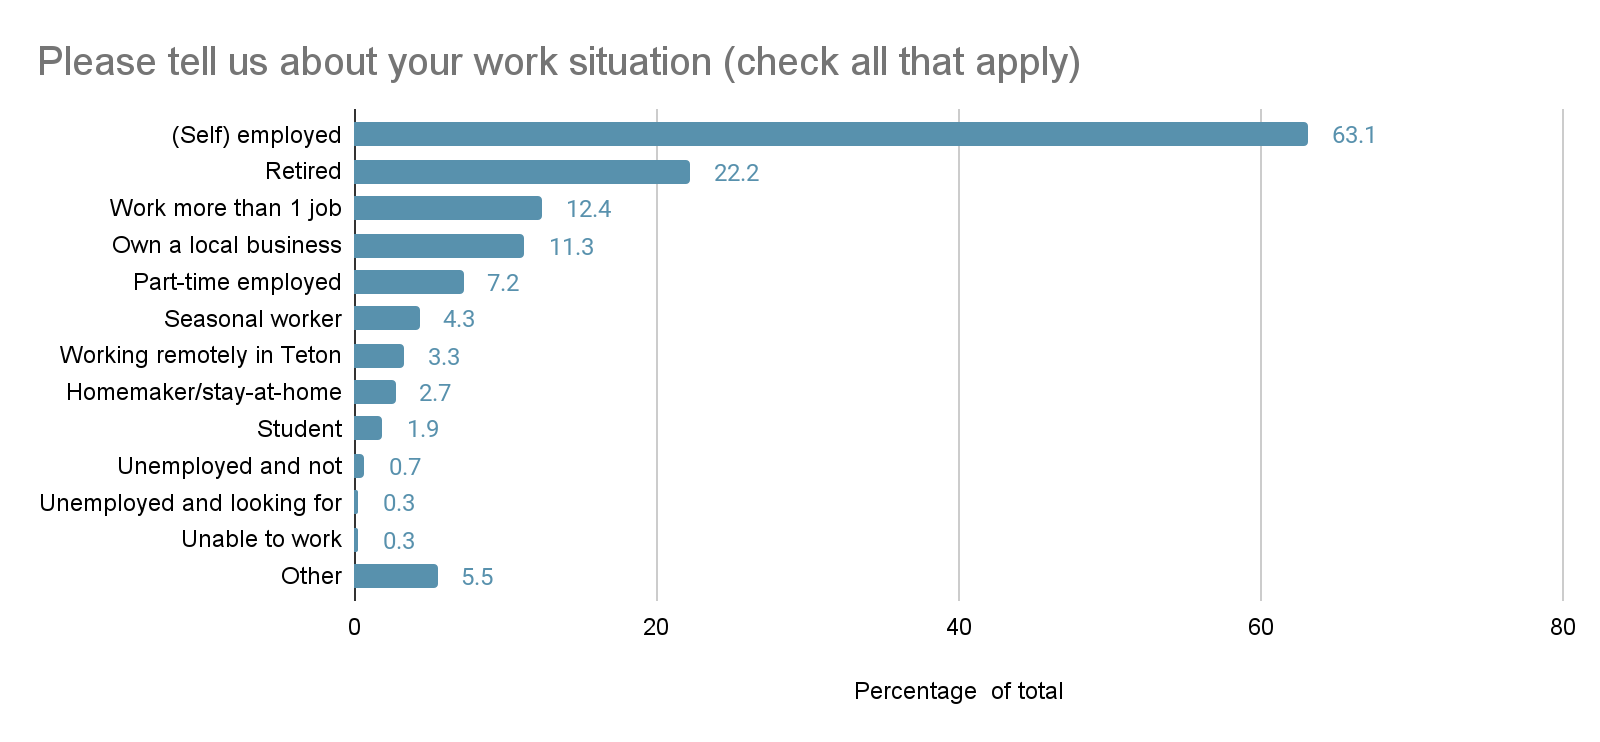 Please tell us about your work situation (check all that apply)
(Self) employed 63.1
Retired 22.2
Work more than 1 job 12.4
Own a local business 11.3
Part-time employed 7.2
Seasonal worker 4.3
Working remotely in Teton 3.3
Homemaker/stay-at-home 2.7
Student 1.9
Unemployed and not 0.7
Unemployed and looking for 0.3
Unable to work 0.3
Other 5.5
0 20 40 60 80
Percentage of total